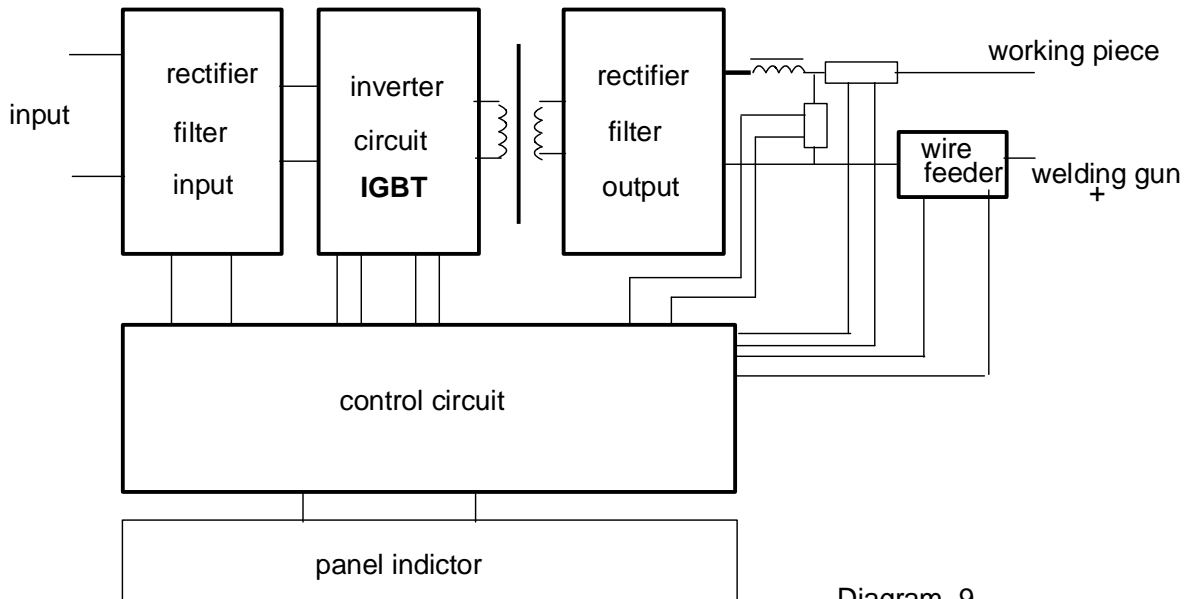 input
rectifier
filter
input
inverter
circuit
IGBT
rectifier
filter
output
working piece
wire
feeder
welding gun
+
control circuit
panel indictor
Diagram 9